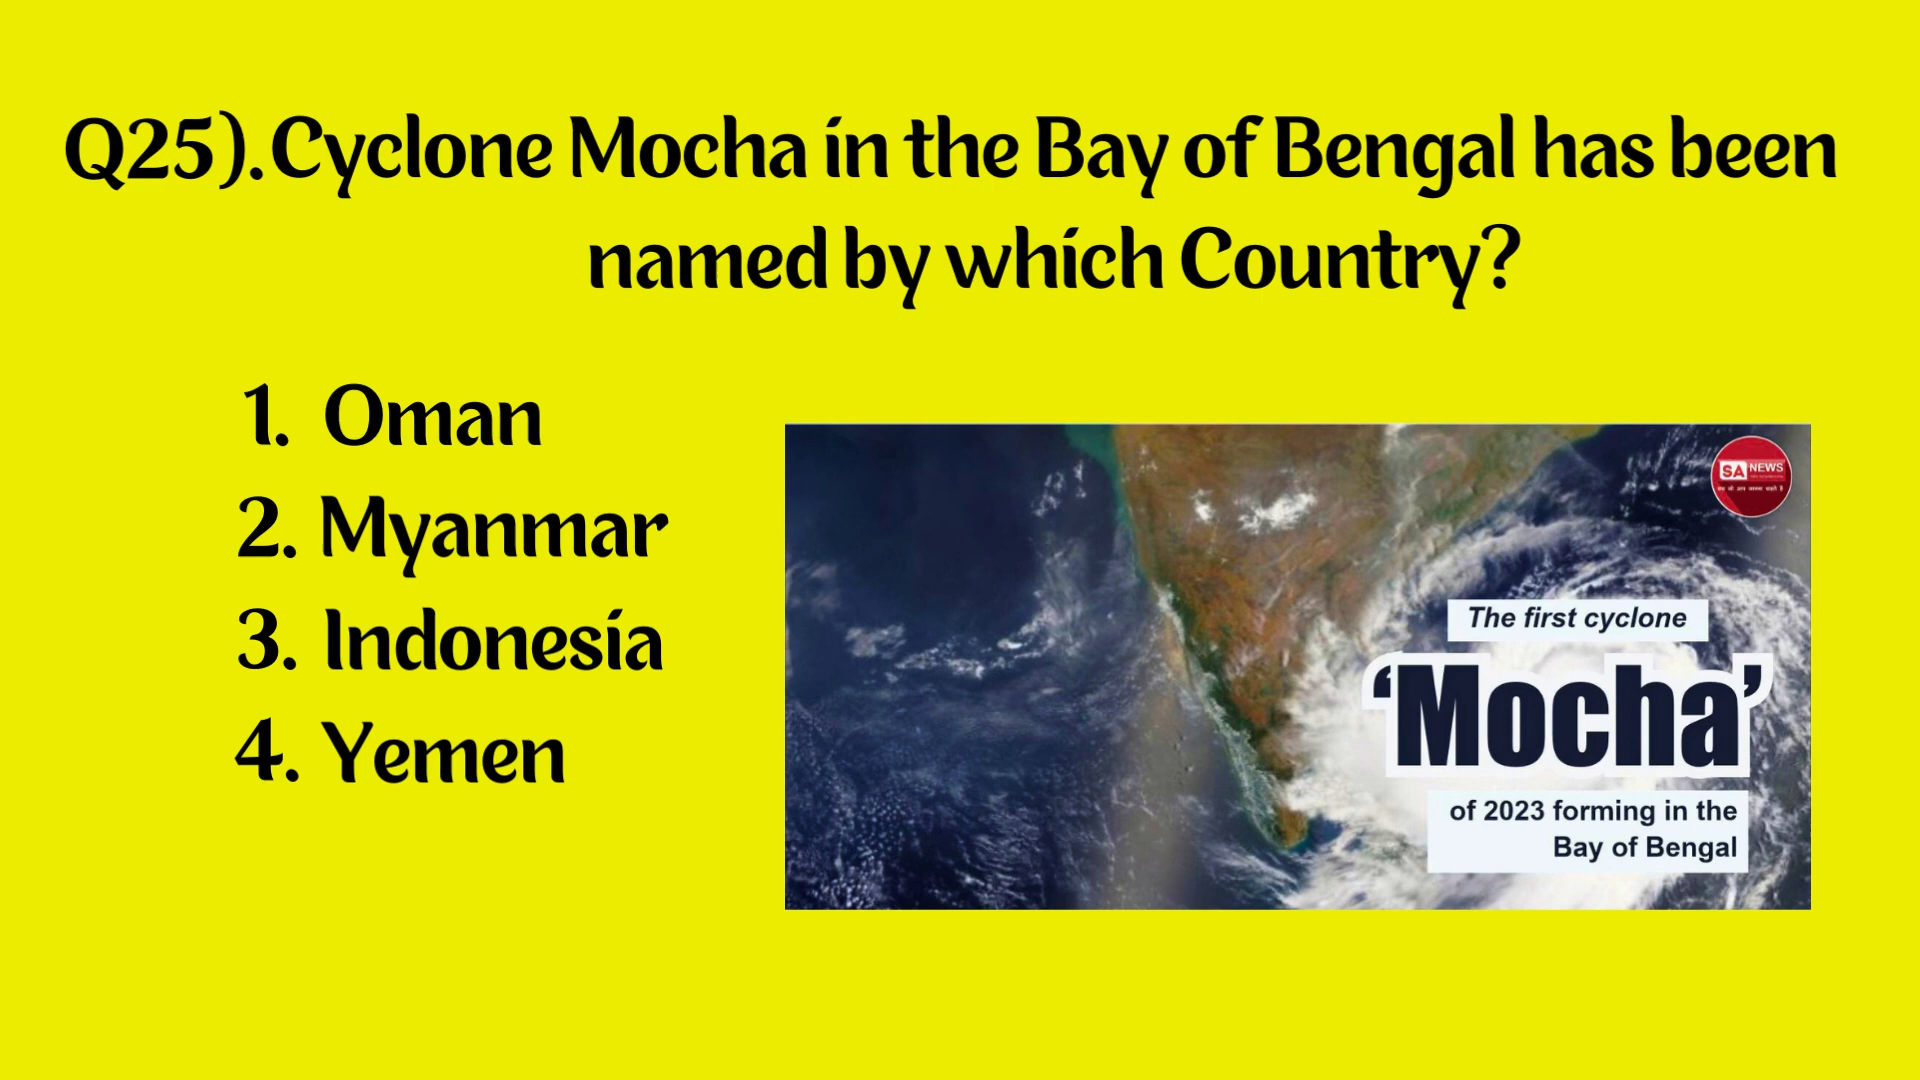 Q25).Cyclone Mocha in the Bay of Bengal has been
named by which Country?
1. Oman
2. Myanmar
3. Indonesia
4. Yemen
SA NEWS
The first cyclone
‘Mocha’
of 2023 forming in the
Bay of Bengal